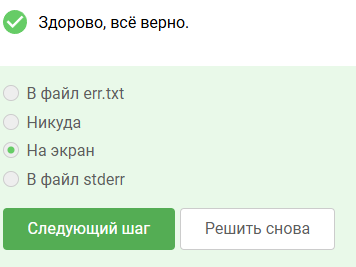 Здорово, всё верно.
В файл err.txt
Никуда
На экран
В файл stderr
Следующий шаг
Решить снова